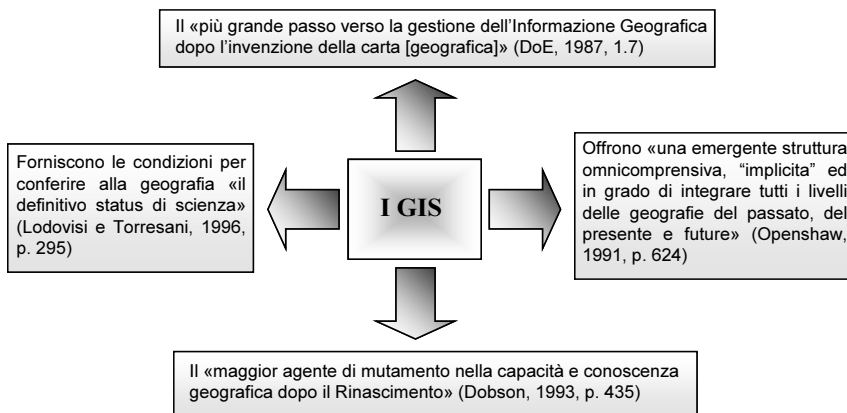 Il «più grande passo verso la gestione dell'Informazione Geografica
dopo l'invenzione della carta [geografica]» (DoE, 1987, 1.7)
Forniscono le condizioni per
conferire alla geografia «il
definitivo status di scienza»
(Lodovisi e Torresani, 1996,
p. 295)
I GIS
Offrono «una emergente struttura
omnicomprensiva, “implicita” ed
in grado di integrare tutti i livelli
delle geografie del passato, del
presente e future» (Openshaw,
1991, p. 624)
Il «maggior agente di mutamento nella capacità e conoscenza
geografica dopo il Rinascimento» (Dobson, 1993, p. 435)